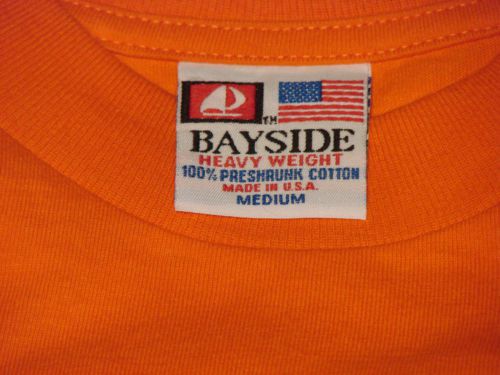 TM
BAYSIDE
HEAVY WEIGHT
100% PRESHRUNK COTTON
MADE IN U.S.A.
MEDIUM